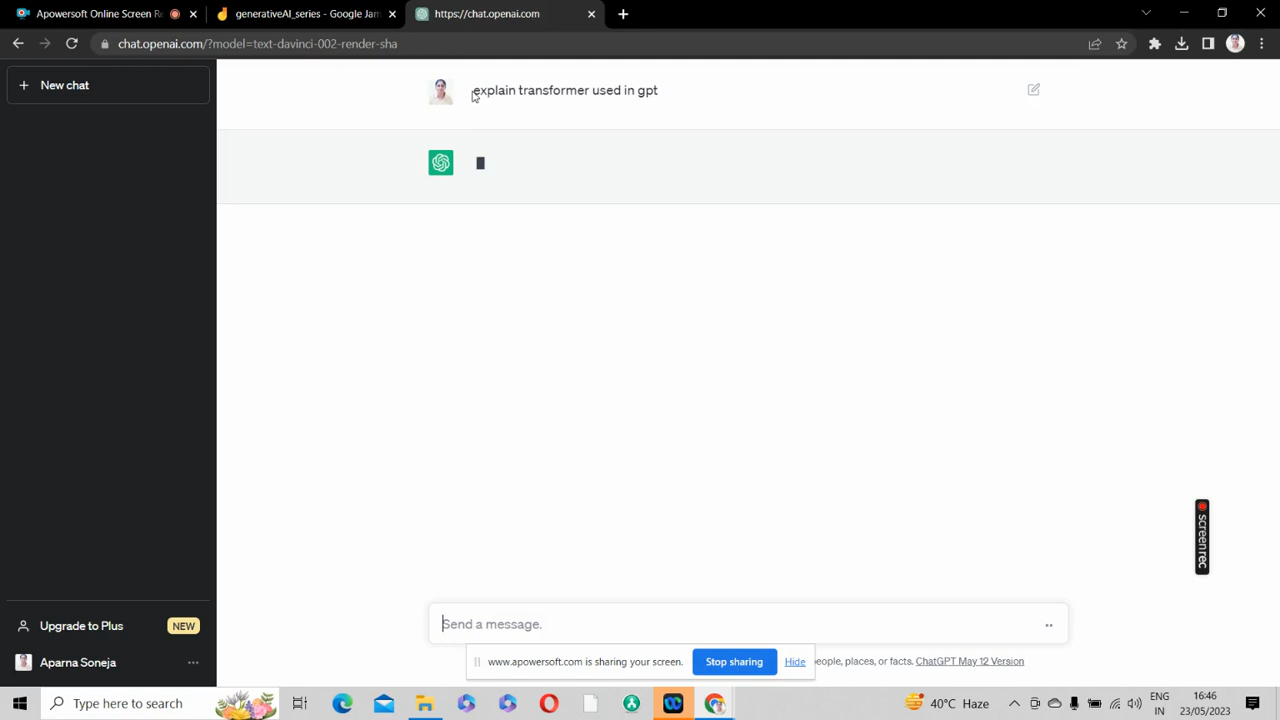 Apowersoft Online Screen Re
generativeAI_series - Google Jam
https://chat.openai.com
chat.openai.com/?model=text-davinci-002-render-sha
New chat
explain transformer used in gpt
screenrec
Send a message.
Upgrade to Plus
NEW
www.apowersoft.com is sharing your screen.
Stop sharing
Hide
people, places, or facts. ChatGPT May 12 Version
Aparna Soneja
Type here to search
40°C Haze
ENG
IN
16:46
23/05/2023